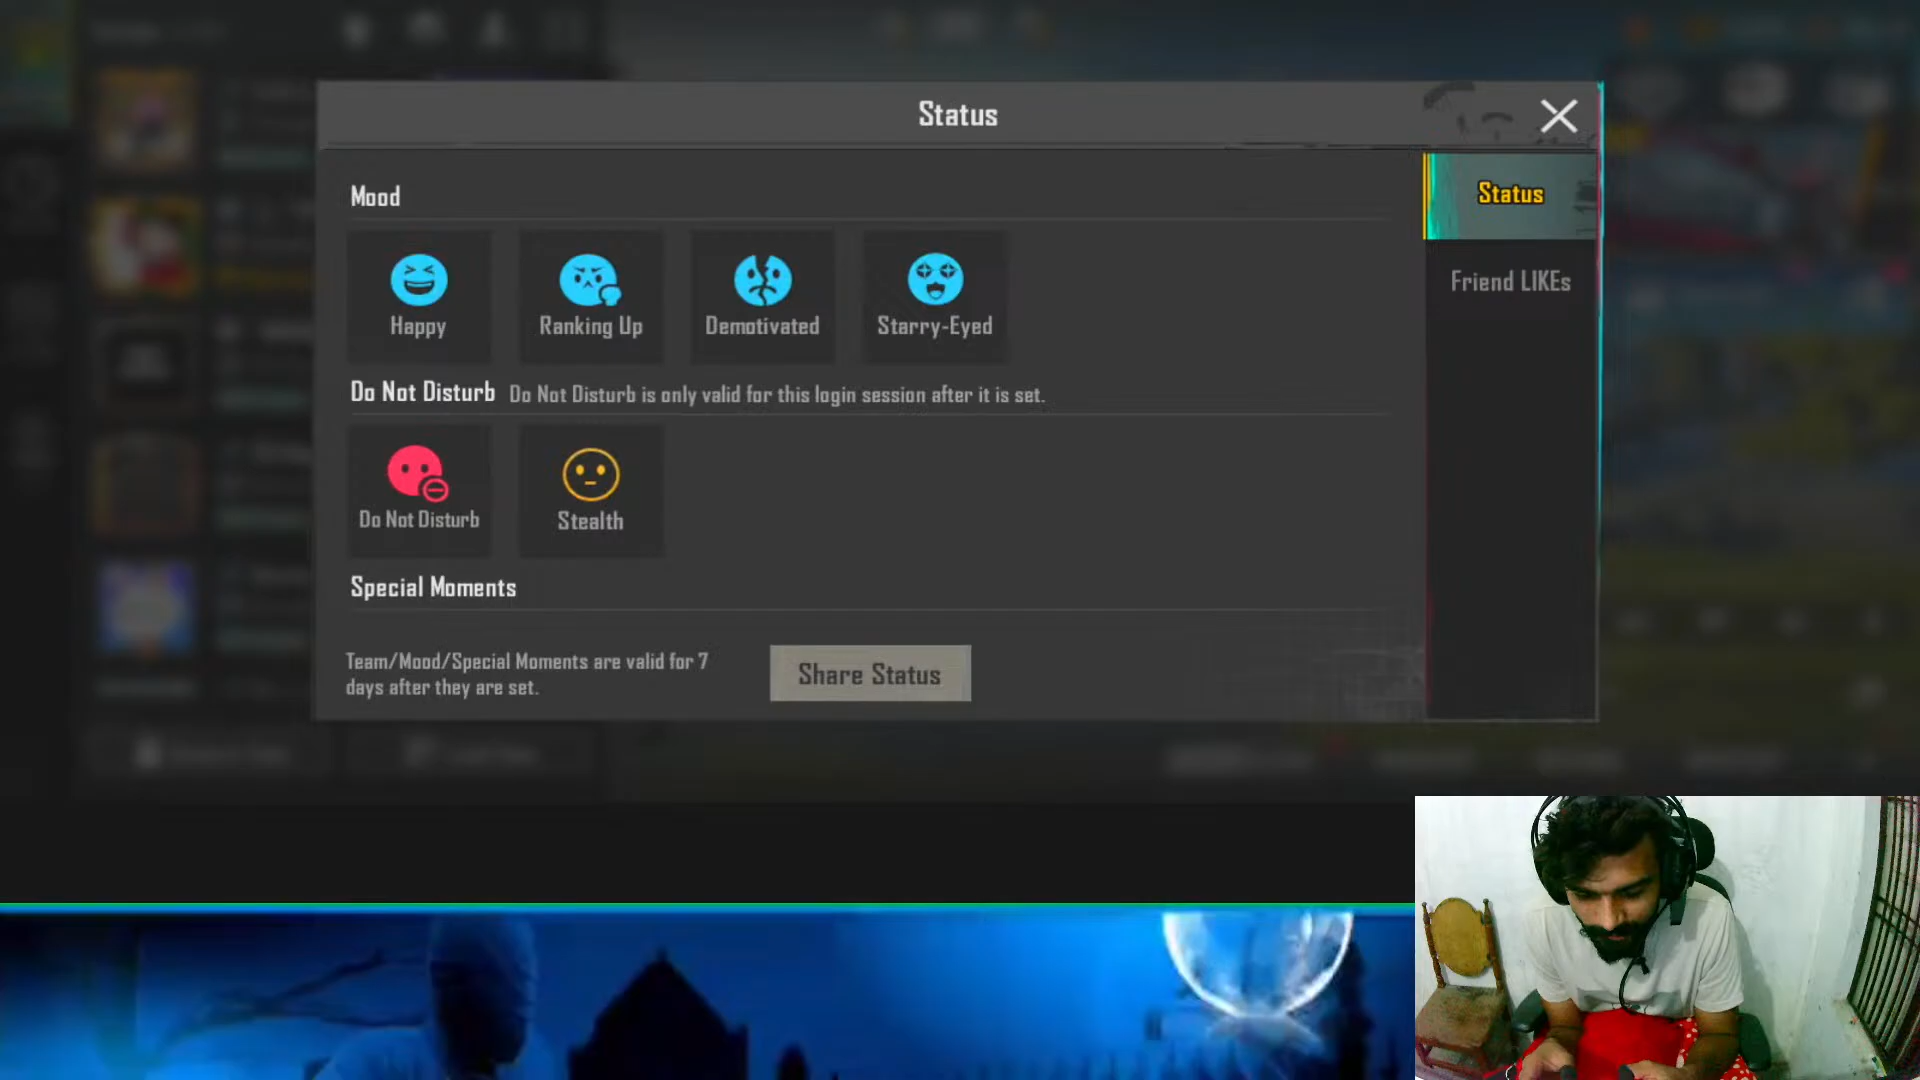 Status
Status
Friend LIKEs
Mood
Happy
Ranking Up
Demotivated
Starry-Eyed
Do Not Disturb Do Not Disturb is only valid for this login session after it is set.
Do Not Disturb
Stealth
Special Moments
Team/Mood/Special Moments are valid for 7
days after they are set.
Share Status